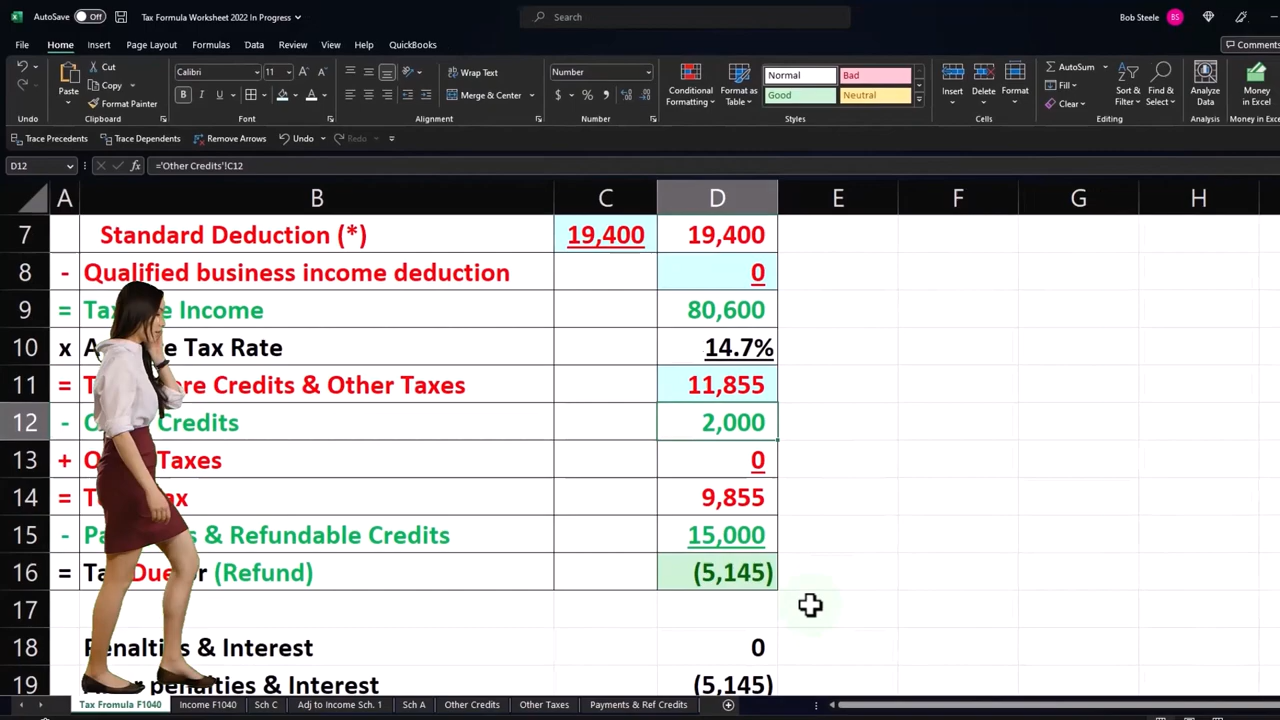 AutoSave Off Tax Formula Worksheet 2022 In Progress Search Bob Steele BS
File Home Insert Page Layout Formulas Data Review View Help QuickBooks Comments
Cut Calibri 11 Wrap Text Number Normal Bad AutoSum
Paste Copy Merge & Center Conditional Formatting Format as Table Good Neutral Insert Delete Format Fill Sort & Filter Find & Select Analyze Data Money in Excel
Format Painter Clear
Undo Clipboard Font Alignment Number Styles Cells Editing Analysis Money in Excel
Trace Precedents Trace Dependents Undo Remove Arrows Redo
D12 fx ='Other Credits'!C12
A B C D E F G H
7 Standard Deduction (*) 19,400 19,400
8 - Qualified business income deduction 0
9 = Income 80,600
10 x Tax Rate 14.7%
11 = Credits & Other Taxes 11,855
12 - Credits 2,000
13 + Taxes 0
14 = 9,855
15 - & Refundable Credits 15,000
16 = Due (Refund) (5,145)
17
18 Penalties & Interest 0
19 penalties & Interest (5,145)
Tax Fromula F1040 Income F1040 Sch C Adj to Income Sch. 1 Sch A Other Credits Other Taxes Payments & Ref Credits